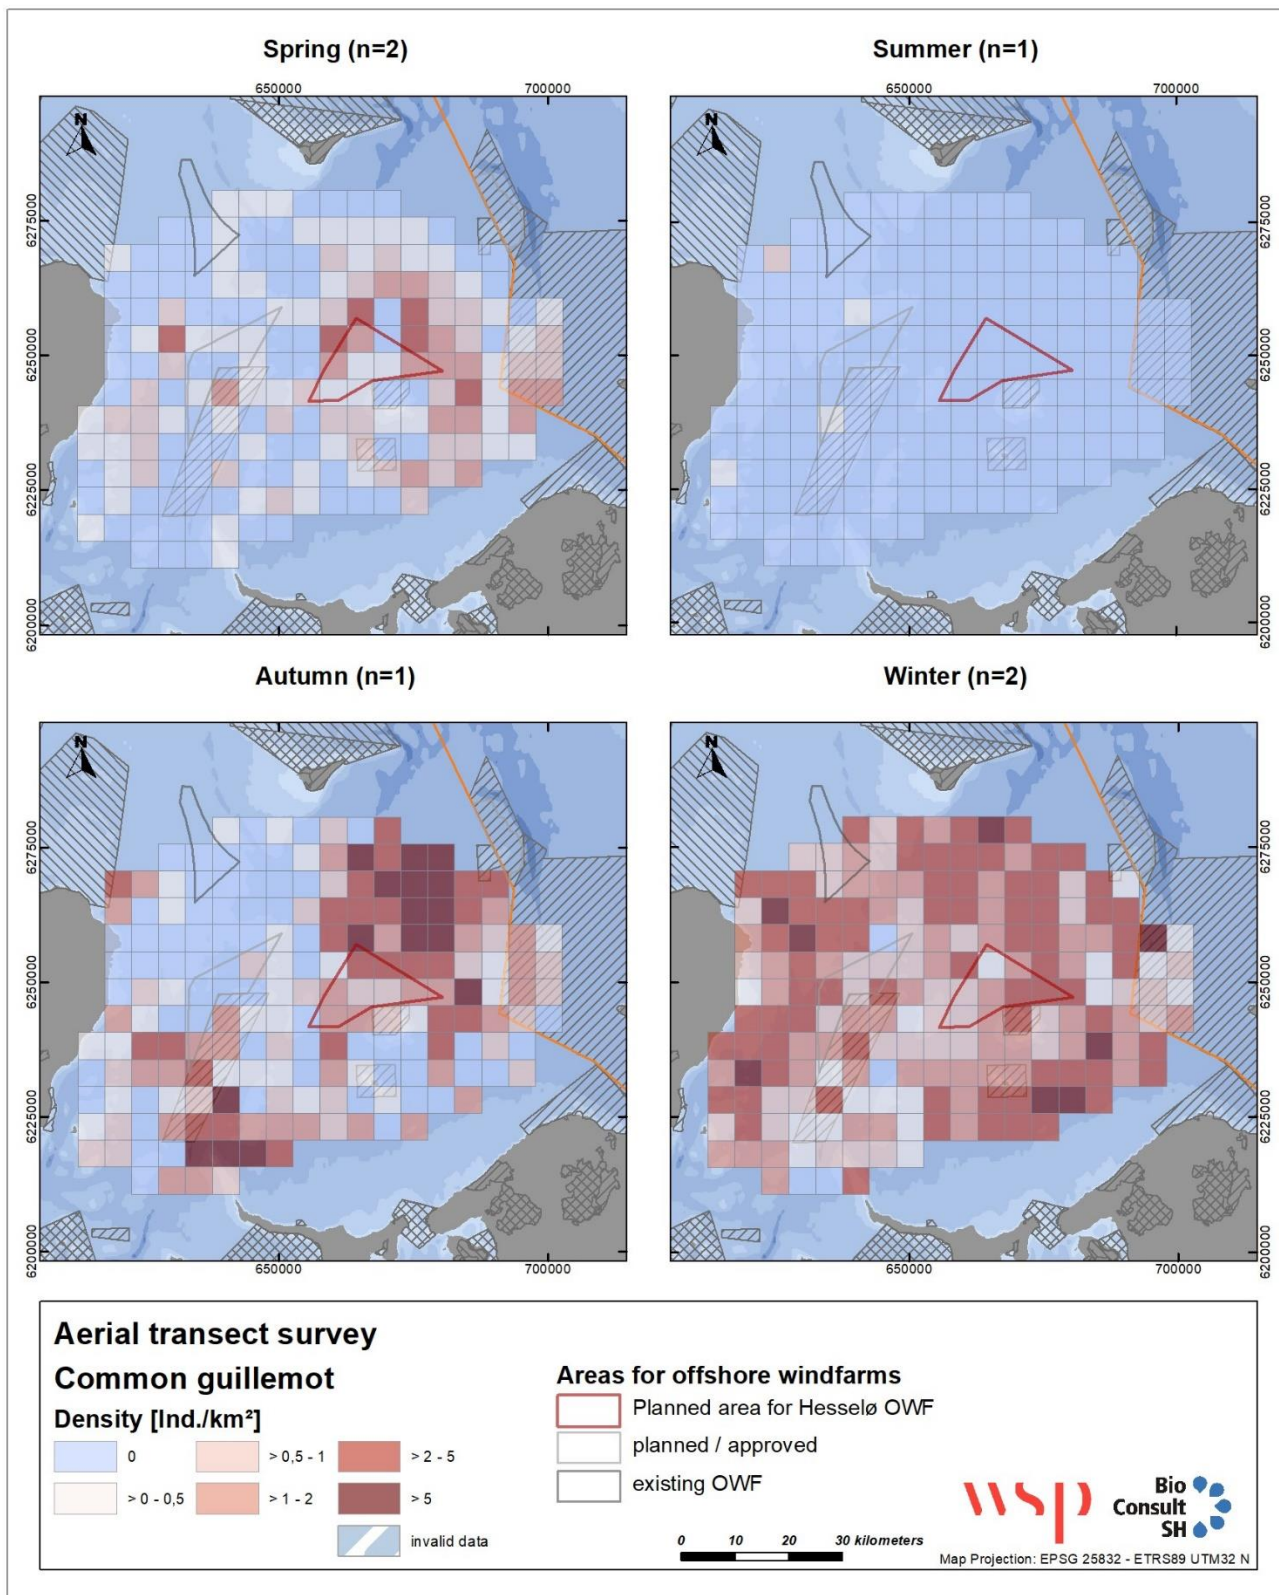 Spring (n=2)
Summer (n=1)
650000 700000
650000 700000
N
N
6275000
6250000
6225000
6200000
6275000
6250000
6225000
6200000
Autumn (n=1)
Winter (n=2)
N
N
6275000
6250000
6225000
6200000
6275000
6250000
6225000
6200000
650000 700000
650000 700000
Aerial transect survey
Common guillemot
Density [Ind./km²]
0
> 0 - 0,5
> 0,5 - 1
> 1 - 2
> 2 - 5
> 5
invalid data
Areas for offshore windfarms
Planned area for Hesselø OWF
planned / approved
existing OWF
0 10 20 30 kilometers
wsp
Bio
Consult
SH
Map Projection: EPSG 25832 - ETRS89 UTM32 N